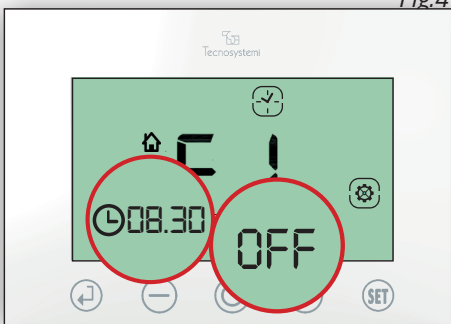 Fig.4
Tecnosystemi
C 1
08.30
OFF
SET